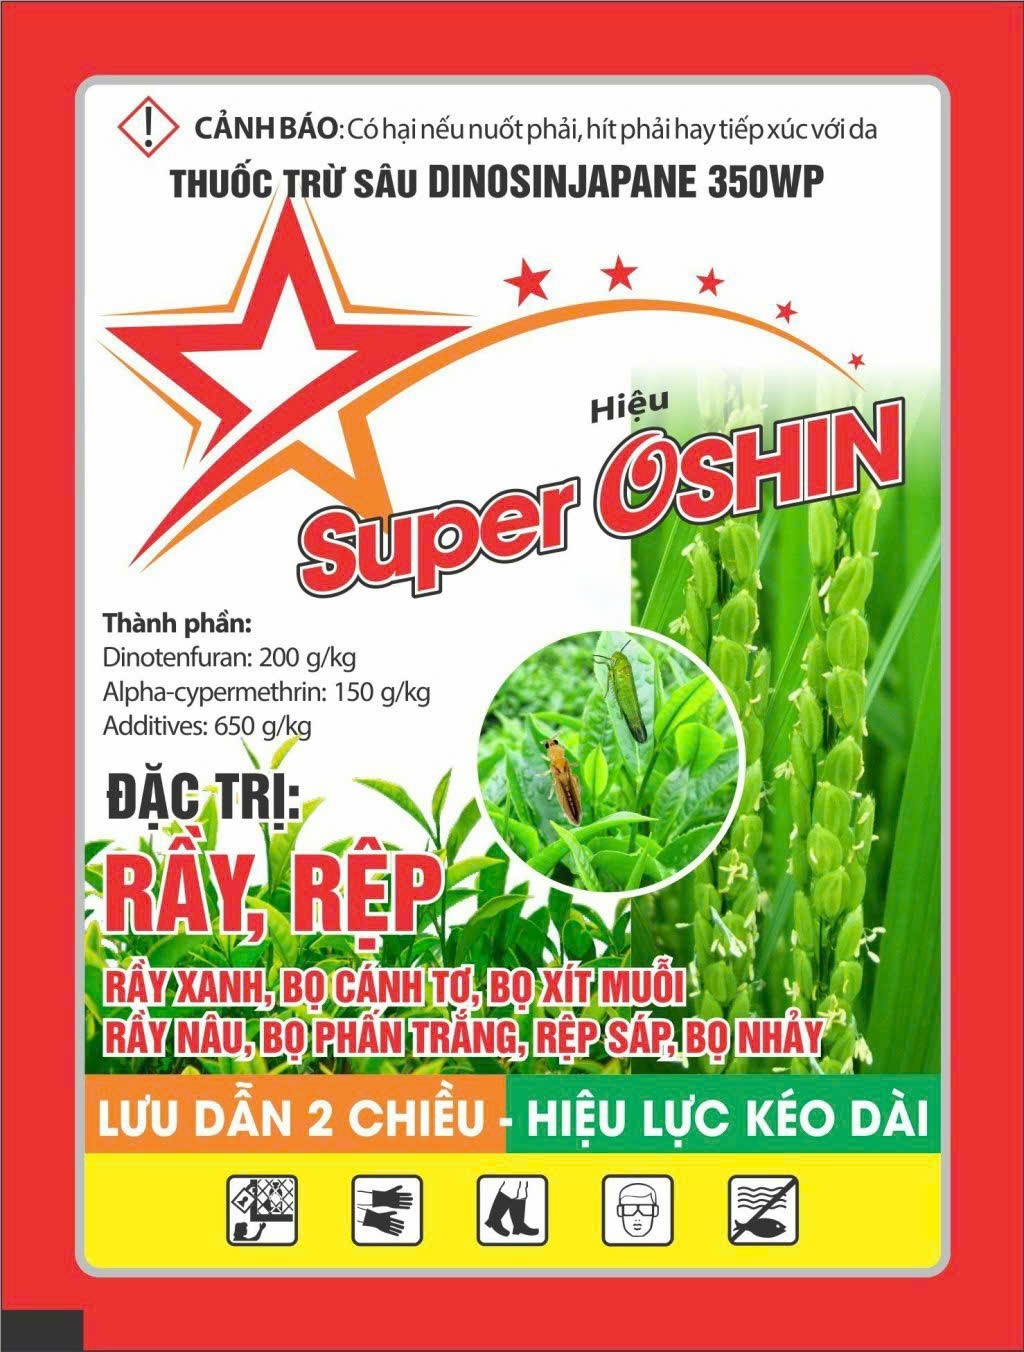 CẢNH BÁO: Có hại nếu nuốt phải, hít phải hay tiếp xúc với da
THUỐC TRỪ SÂU DINOSINJAPANE 350WP
Hiệu
Super OSHIN
Thành phần:
Dinotenfuran: 200 g/kg
Alpha-cypermethrin: 150 g/kg
Additives: 650 g/kg
ĐẶC TRỊ:
RẦY, RỆP
RẦY XANH, BỌ CÁNH TƠ, BỌ XÍT MUỖI
RẦY NÂU, BỌ PHẤN TRẮNG, RỆP SÁP, BỌ NHẢY
LƯU DẪN 2 CHIỀU - HIỆU LỰC KÉO DÀI